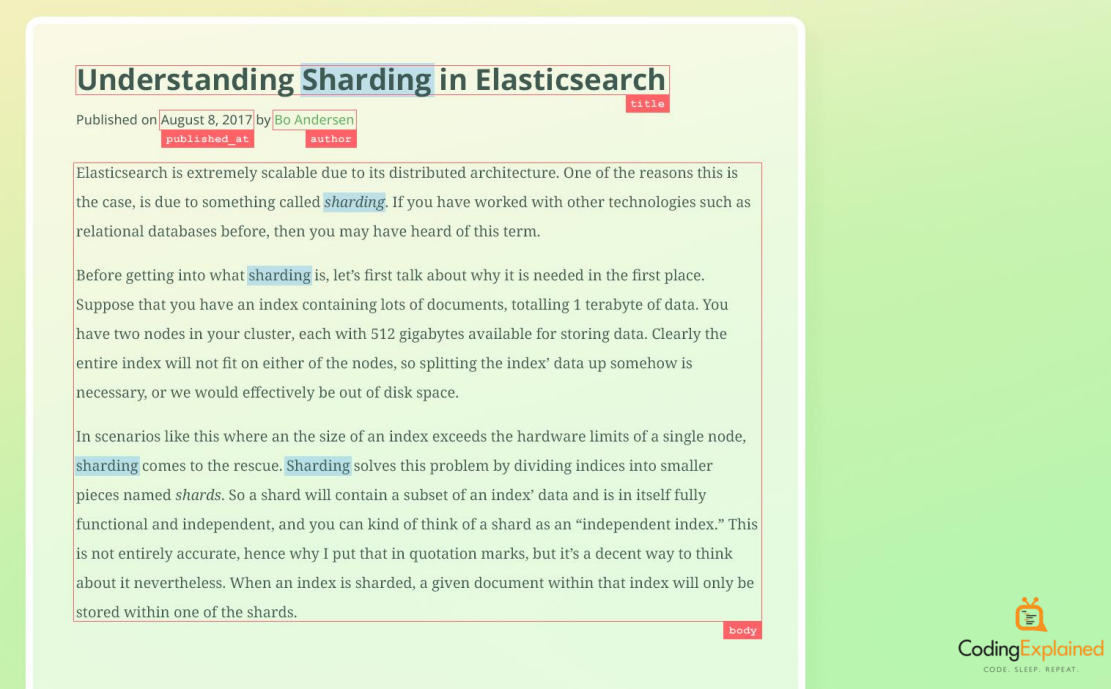 Understanding Sharding in Elasticsearch
title
Published on August 8, 2017 by Bo Andersen
published_at author
Elasticsearch is extremely scalable due to its distributed architecture. One of the reasons this is
the case, is due to something called sharding. If you have worked with other technologies such as
relational databases before, then you may have heard of this term.
Before getting into what sharding is, let’s first talk about why it is needed in the first place.
Suppose that you have an index containing lots of documents, totalling 1 terabyte of data. You
have two nodes in your cluster, each with 512 gigabytes available for storing data. Clearly the
entire index will not fit on either of the nodes, so splitting the index’ data up somehow is
necessary, or we would effectively be out of disk space.
In scenarios like this where an the size of an index exceeds the hardware limits of a single node,
sharding comes to the rescue. Sharding solves this problem by dividing indices into smaller
pieces named shards. So a shard will contain a subset of an index’ data and is in itself fully
functional and independent, and you can kind of think of a shard as an “independent index.” This
is not entirely accurate, hence why I put that in quotation marks, but it’s a decent way to think
about it nevertheless. When an index is sharded, a given document within that index will only be
stored within one of the shards.
body
CodingExplained
CODE. SLEEP. REPEAT.